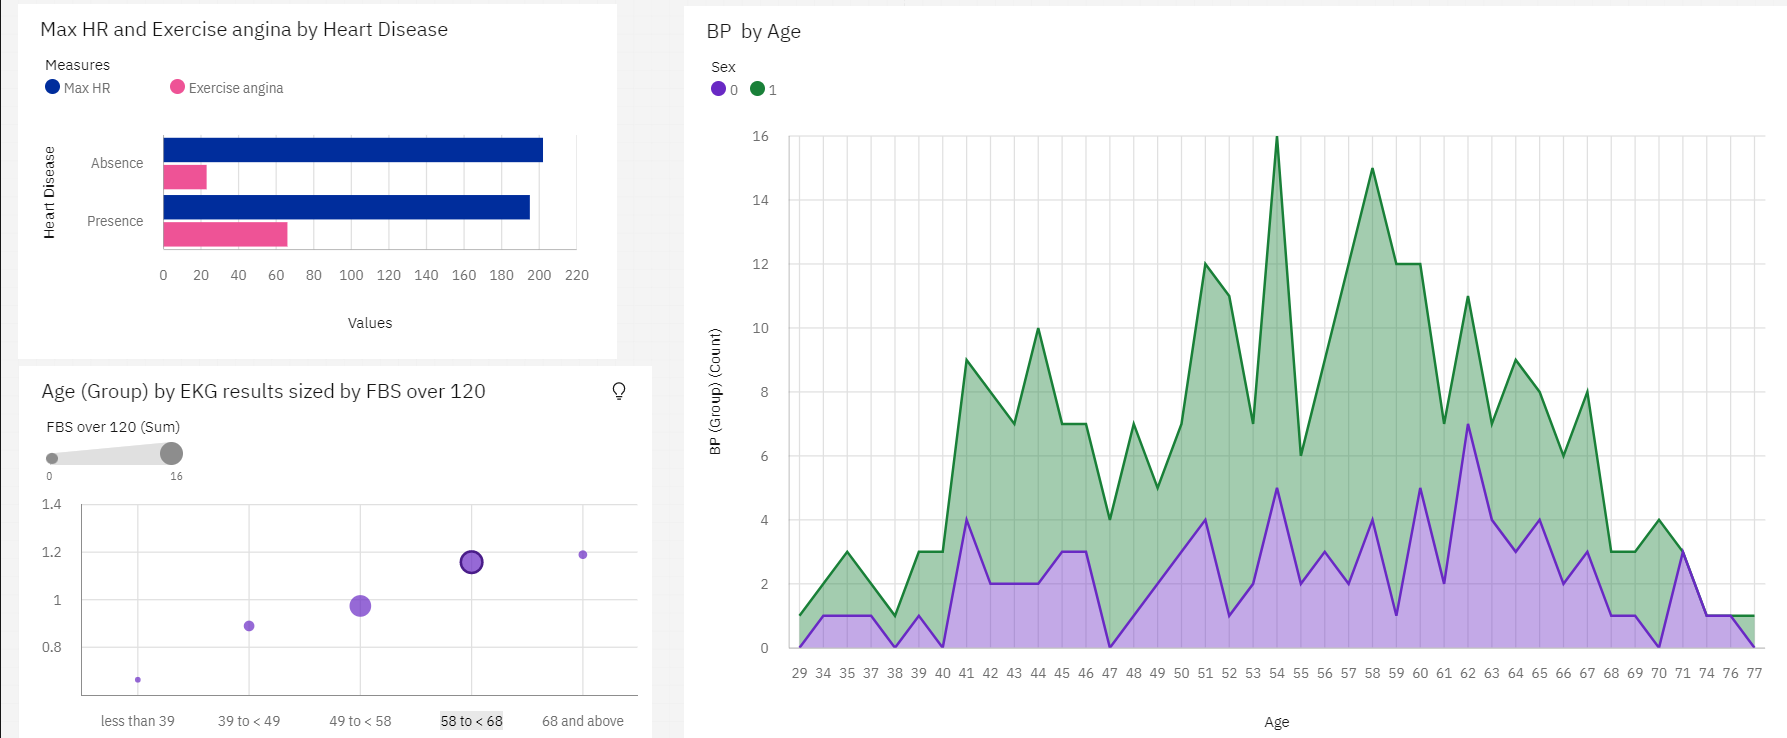 Max HR and Exercise angina by Heart Disease
Measures
Max HR Exercise angina
Heart Disease
Absence
Presence
0 20 40 60 80 100 120 140 160 180 200 220
Values
Age (Group) by EKG results sized by FBS over 120
FBS over 120 (Sum)
0 16
1.4
1.2
1
0.8
less than 39 39 to < 49 49 to < 58 58 to < 68 68 and above
BP by Age
Sex
0 1
BP (Group) (Count)
16
14
12
10
8
6
4
2
0
29 34 35 37 38 39 40 41 42 43 44 45 46 47 48 49 50 51 52 53 54 55 56 57 58 59 60 61 62 63 64 65 66 67 68 69 70 71 74 76 77
Age